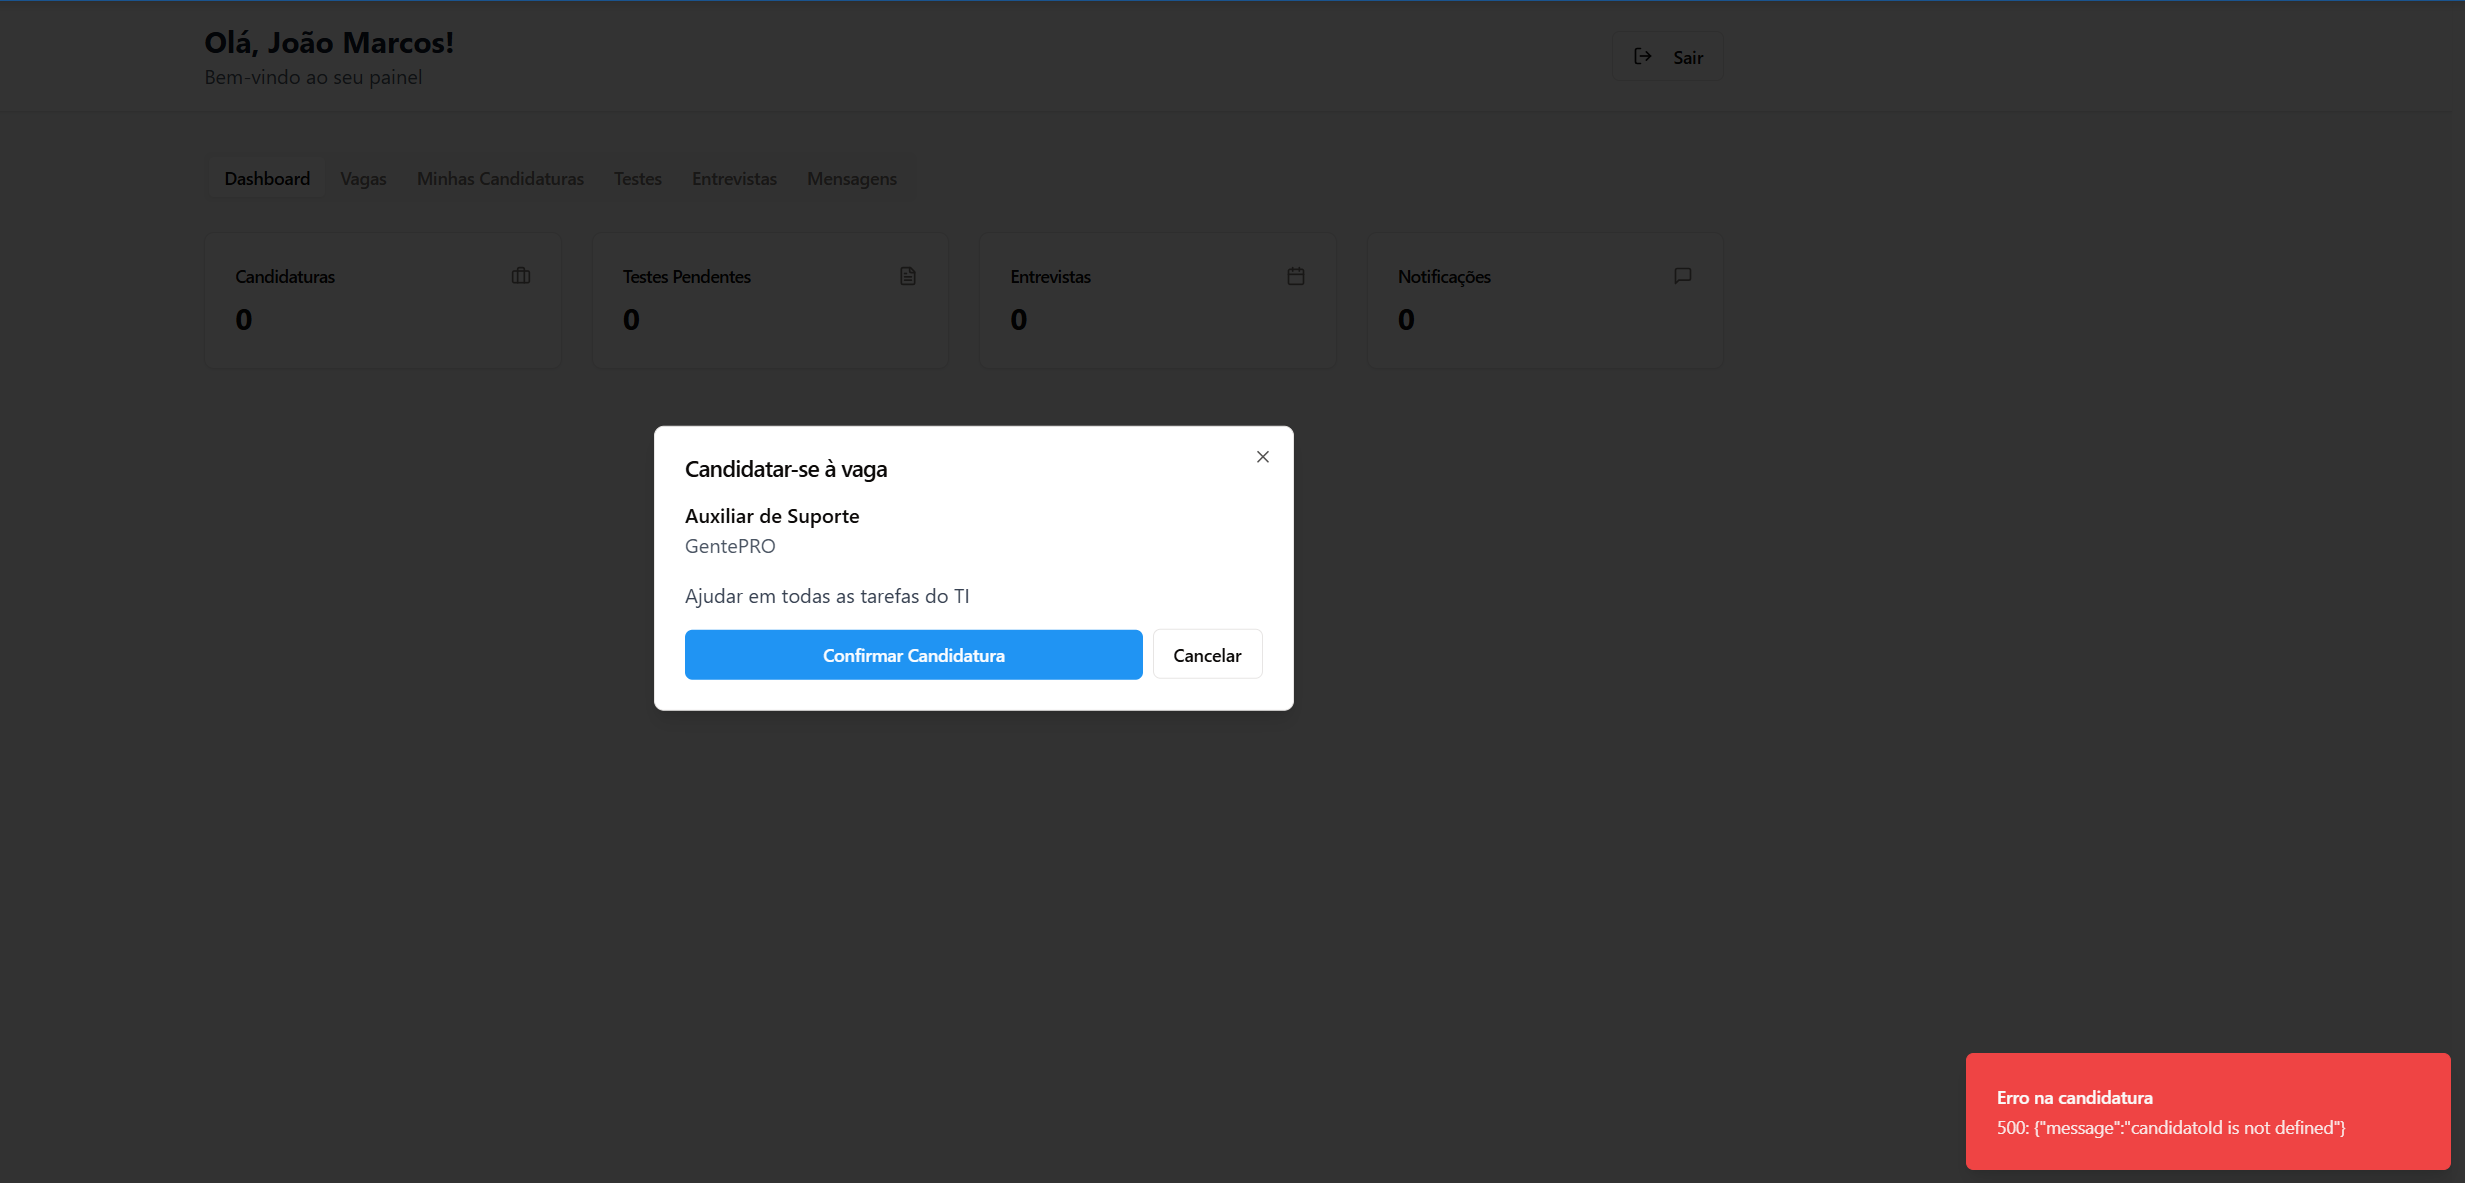 Olá, João Marcos!
Bem-vindo ao seu painel
Sair
Dashboard Vagas Minhas Candidaturas Testes Entrevistas Mensagens
Candidaturas
0
Testes Pendentes
0
Entrevistas
0
Notificações
0
Candidatar-se à vaga
Auxiliar de Suporte
GentePRO
Ajudar em todas as tarefas do TI
Confirmar Candidatura
Cancelar
Erro na candidatura
500: {"message":"candidatoId is not defined"}